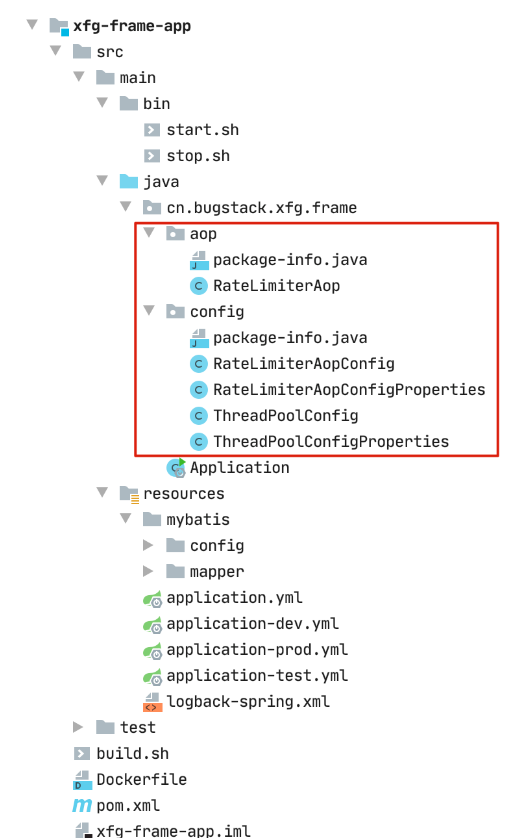 xfg-frame-app
src
main
bin
start.sh
stop.sh
java
cn.bugstack.xfg.frame
aop
package-info.java
RateLimiterAop
config
package-info.java
RateLimiterAopConfig
RateLimiterAopConfigProperties
ThreadPoolConfig
ThreadPoolConfigProperties
Application
resources
mybatis
config
mapper
application.yml
application-dev.yml
application-prod.yml
application-test.yml
logback-spring.xml
test
build.sh
Dockerfile
pom.xml
xfg-frame-app.iml